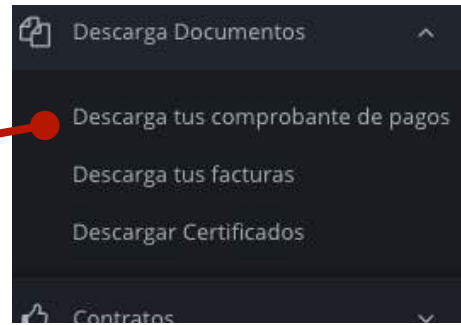 Descarga Documentos
Descarga tus comprobante de pagos
Descarga tus facturas
Descargar Certificados
Contratos